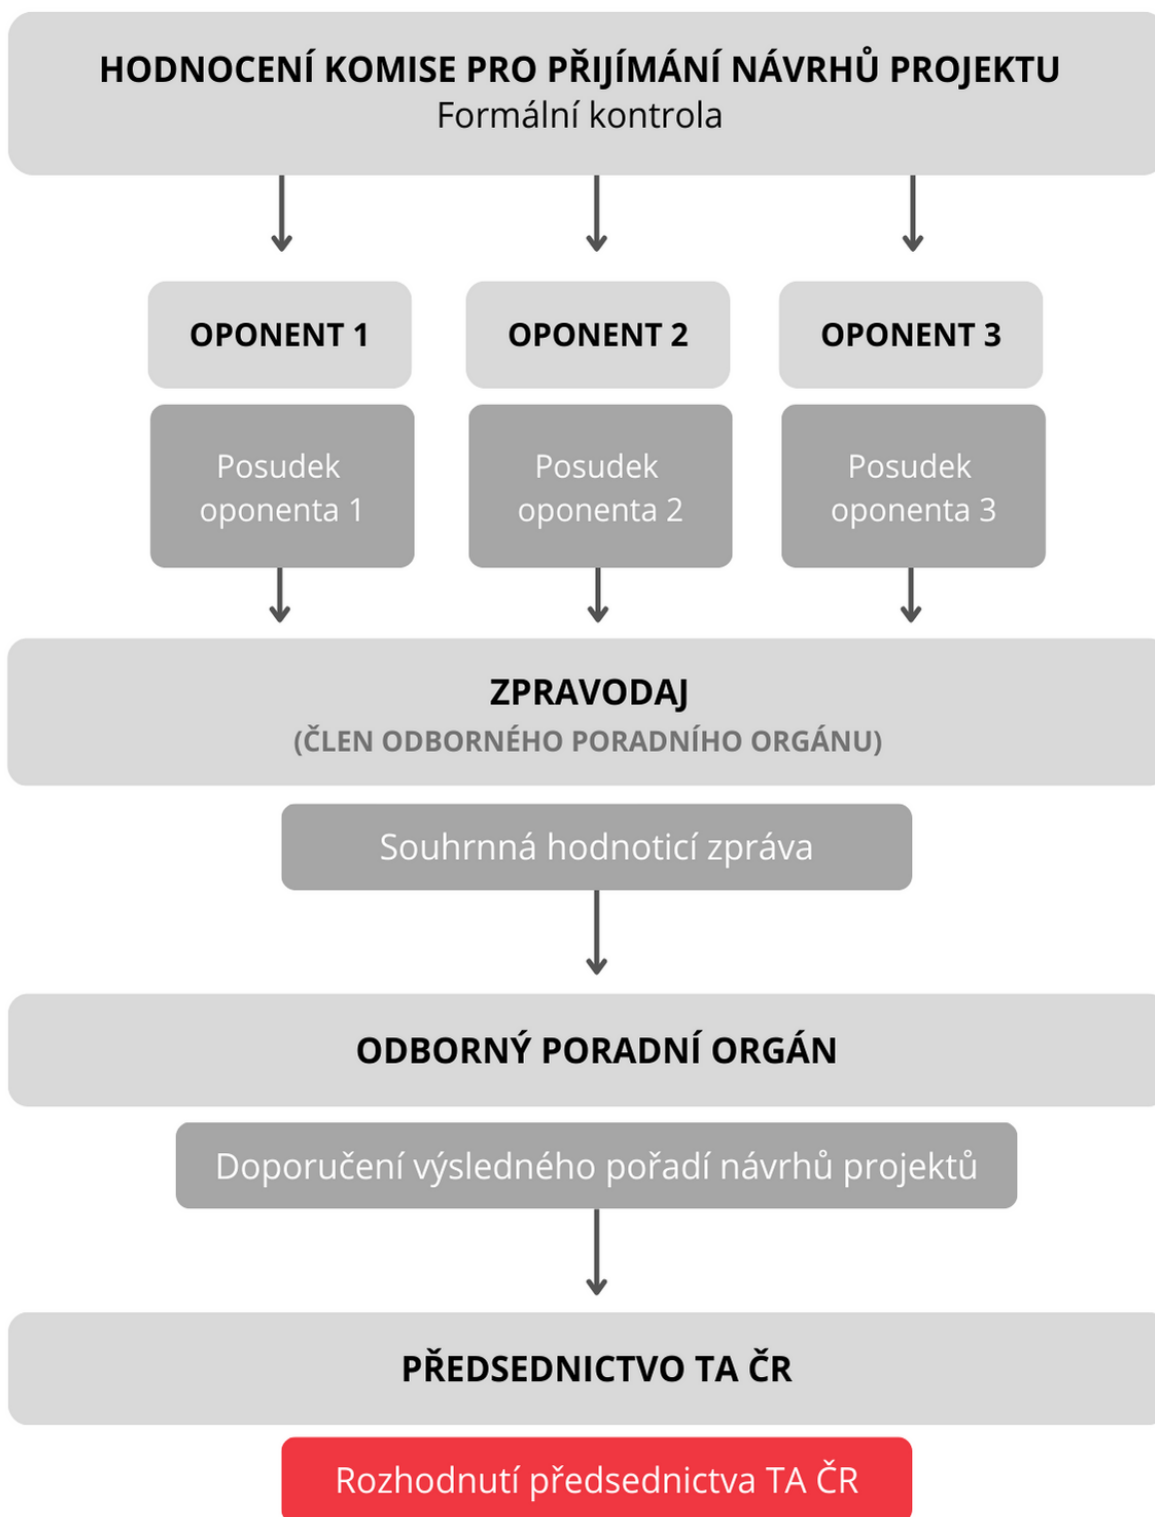 HODNOCENÍ KOMISE PRO PŘIJÍMÁNÍ NÁVRHŮ PROJEKTU
Formální kontrola
OPONENT 1
OPONENT 2
OPONENT 3
Posudek
oponenta 1
Posudek
oponenta 2
Posudek
oponenta 3
ZPRAVODAJ
(ČLEN ODBORNÉHO PORADNÍHO ORGÁNU)
Souhrnná hodnoticí zpráva
ODBORNÝ PORADNÍ ORGÁN
Doporučení výsledného pořadí návrhů projektů
PŘEDSEDNICTVO TA ČR
Rozhodnutí předsednictva TA ČR